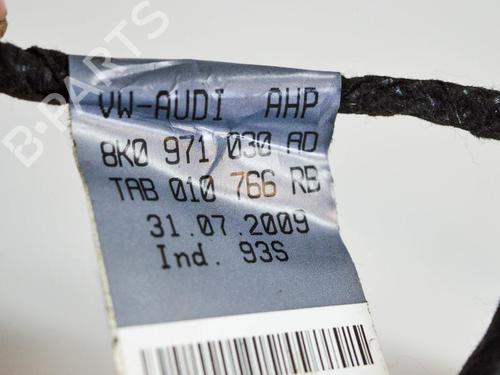 B-PARTS
VW-AUDI AHP
8K0 971 030 AD
TAB 010 766 RB
31.07.2009
Ind. 93S